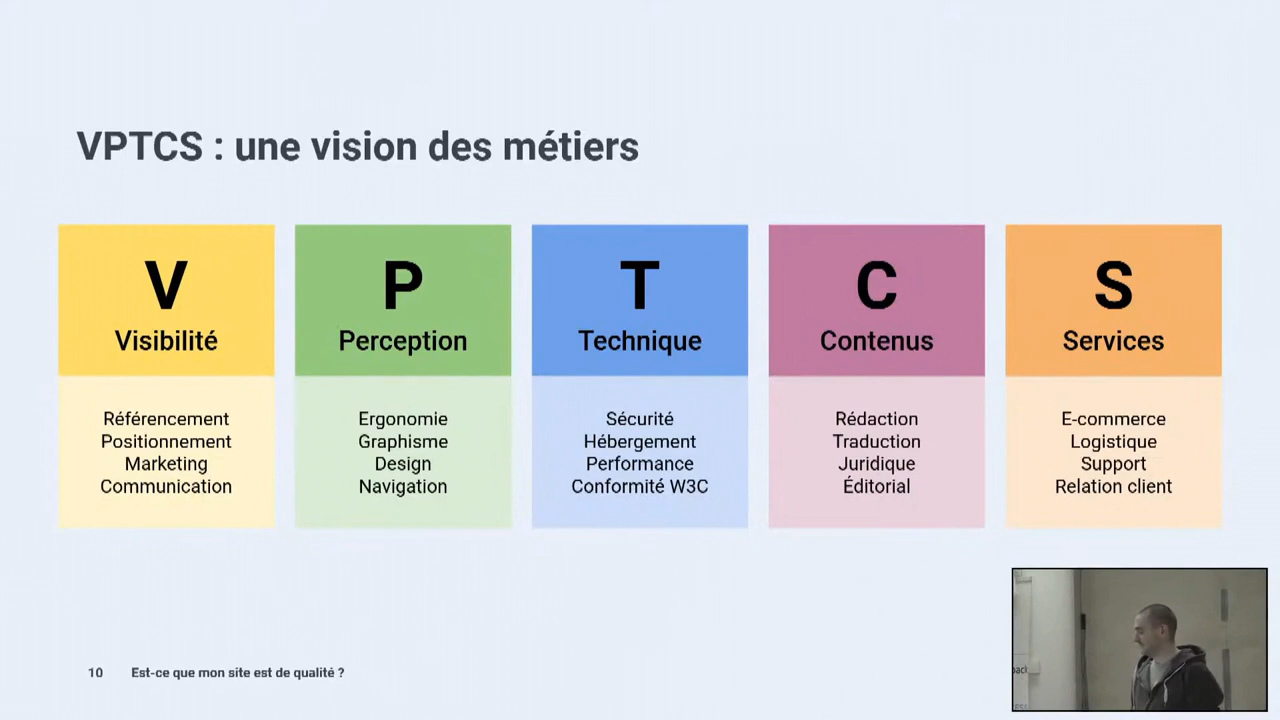 VPTCS : une vision des métiers
V
Visibilité
Référencement
Positionnement
Marketing
Communication
P
Perception
Ergonomie
Graphisme
Design
Navigation
T
Technique
Sécurité
Hébergement
Performance
Conformité W3C
C
Contenus
Rédaction
Traduction
Juridique
Éditorial
S
Services
E-commerce
Logistique
Support
Relation client
10 Est-ce que mon site est de qualité ?